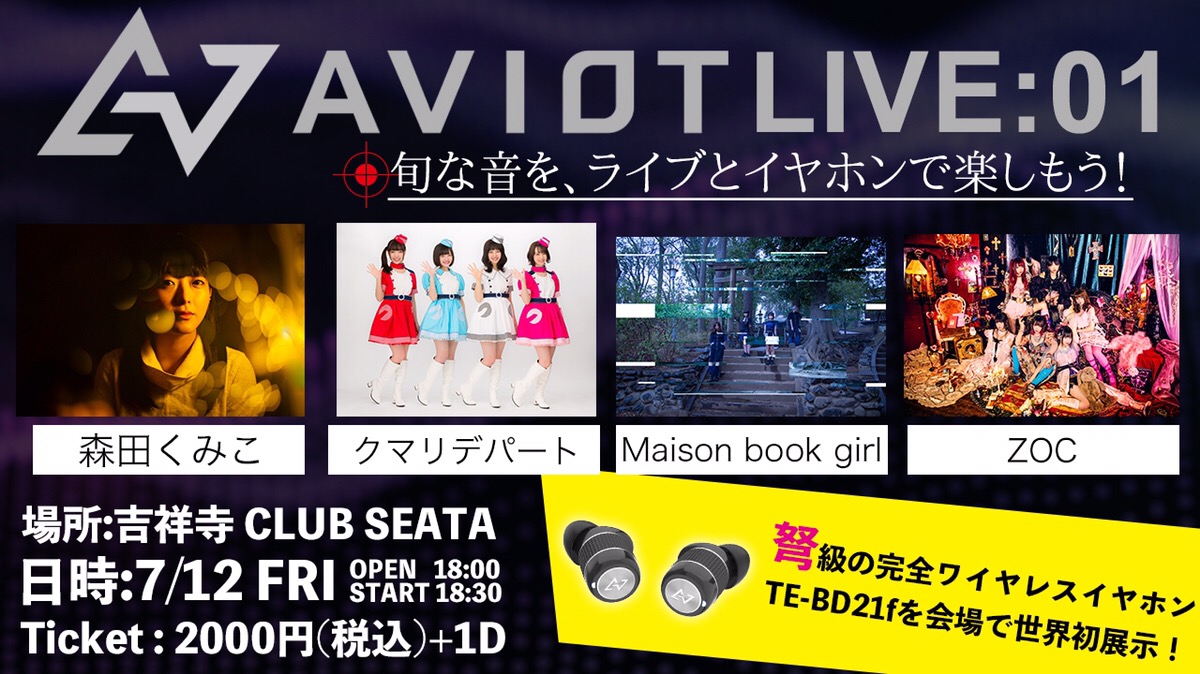 AVIOT LIVE:01
旬な音を、ライブとイヤホンで楽しもう!
森田くみこ
クマリデパート
Maison book girl
ZOC
場所:吉祥寺 CLUB SEATA
日時:7/12 FRI OPEN 18:00 START 18:30
Ticket : 2000円(税込)+1D
弩級の完全ワイヤレスイヤホン
TE-BD21fを会場で世界初展示!